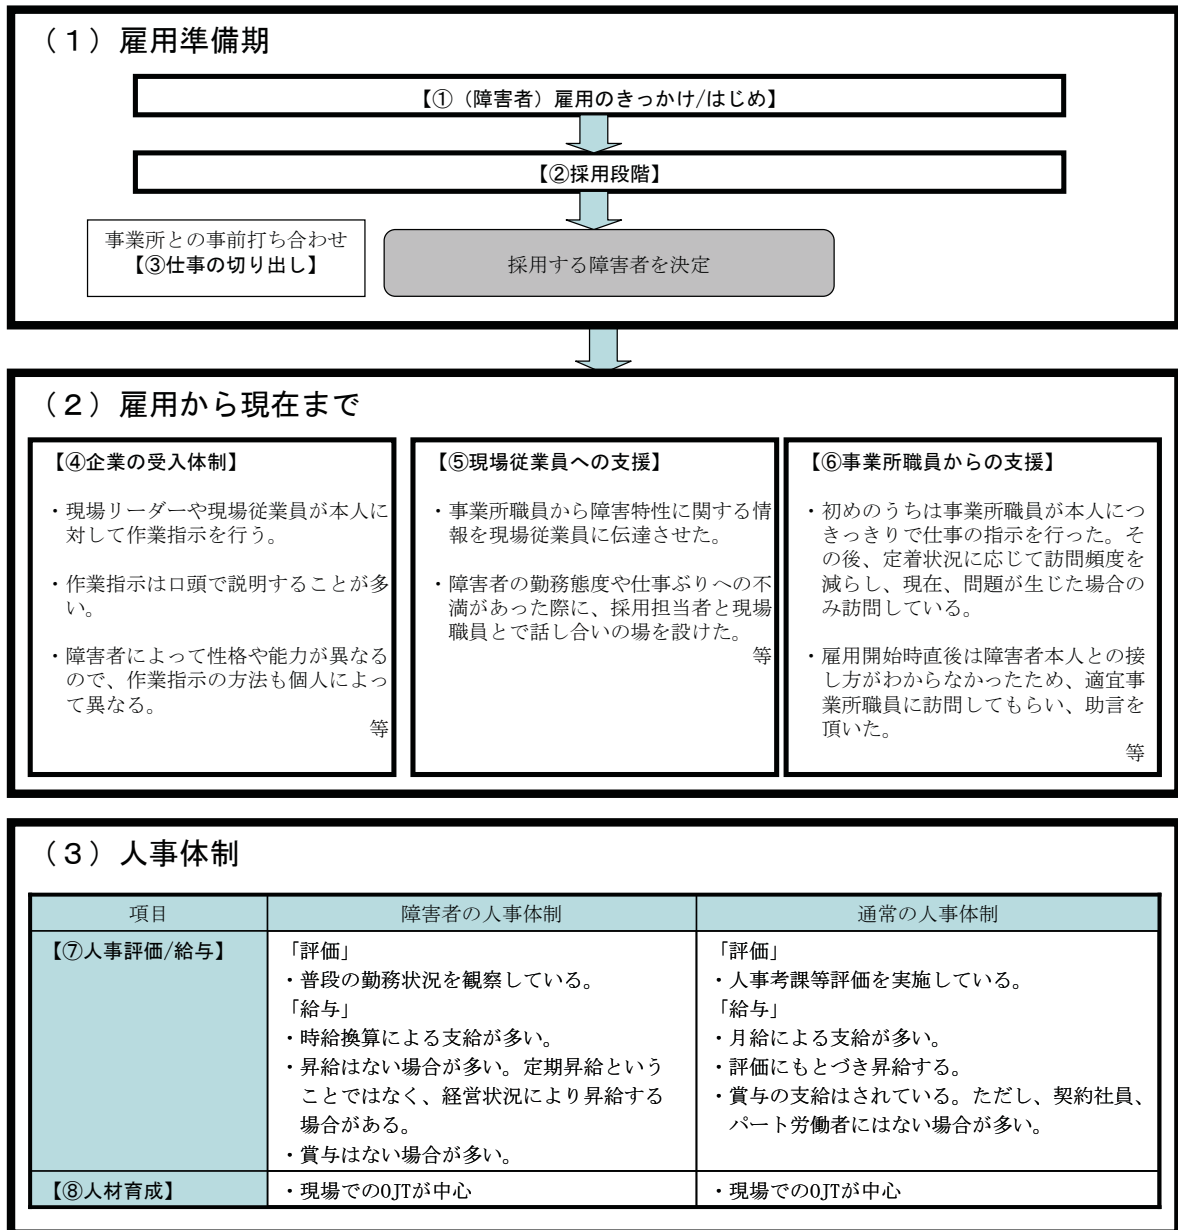 （１）雇用準備期
【①（障害者）雇用のきっかけ/はじめ】
【②採用段階】
事業所との事前打ち合わせ
【③仕事の切り出し】
採用する障害者を決定
（２）雇用から現在まで
【④企業の受入体制】
・現場リーダーや現場従業員が本人に
対して作業指示を行う。
・作業指示は口頭で説明することが多
い。
・障害者によって性格や能力が異なる
ので、作業指示の方法も個人によっ
て異なる。
等
【⑤現場従業員への支援】
・事業所職員から障害特性に関する情
報を現場従業員に伝達させた。
・障害者の勤務態度や仕事ぶりへの不
満があった際に、採用担当者と現場
職員とで話し合いの場を設けた。
等
【⑥事業所職員からの支援】
・初めのうちは事業所職員が本人につ
きっきりで仕事の指示を行った。そ
の後、定着状況に応じて訪問頻度を
減らし、現在、問題が生じた場合の
み訪問している。
・雇用開始時直後は障害者本人との接
し方がわからなかったため、適宜事
業所職員に訪問してもらい、助言を
頂いた。
等
（３）人事体制
項目
障害者の人事体制
通常の人事体制
【⑦人事評価/給与】
「評価」
・普段の勤務状況を観察している。
「給与」
・時給換算による支給が多い。
・昇給はない場合が多い。定期昇給という
ことではなく、経営状況により昇給する
場合がある。
・賞与はない場合が多い。
「評価」
・人事考課等評価を実施している。
「給与」
・月給による支給が多い。
・評価にもとづき昇給する。
・賞与の支給はされている。ただし、契約社員、
パート労働者にはない場合が多い。
【⑧人材育成】
・現場でのOJTが中心
・現場でのOJTが中心